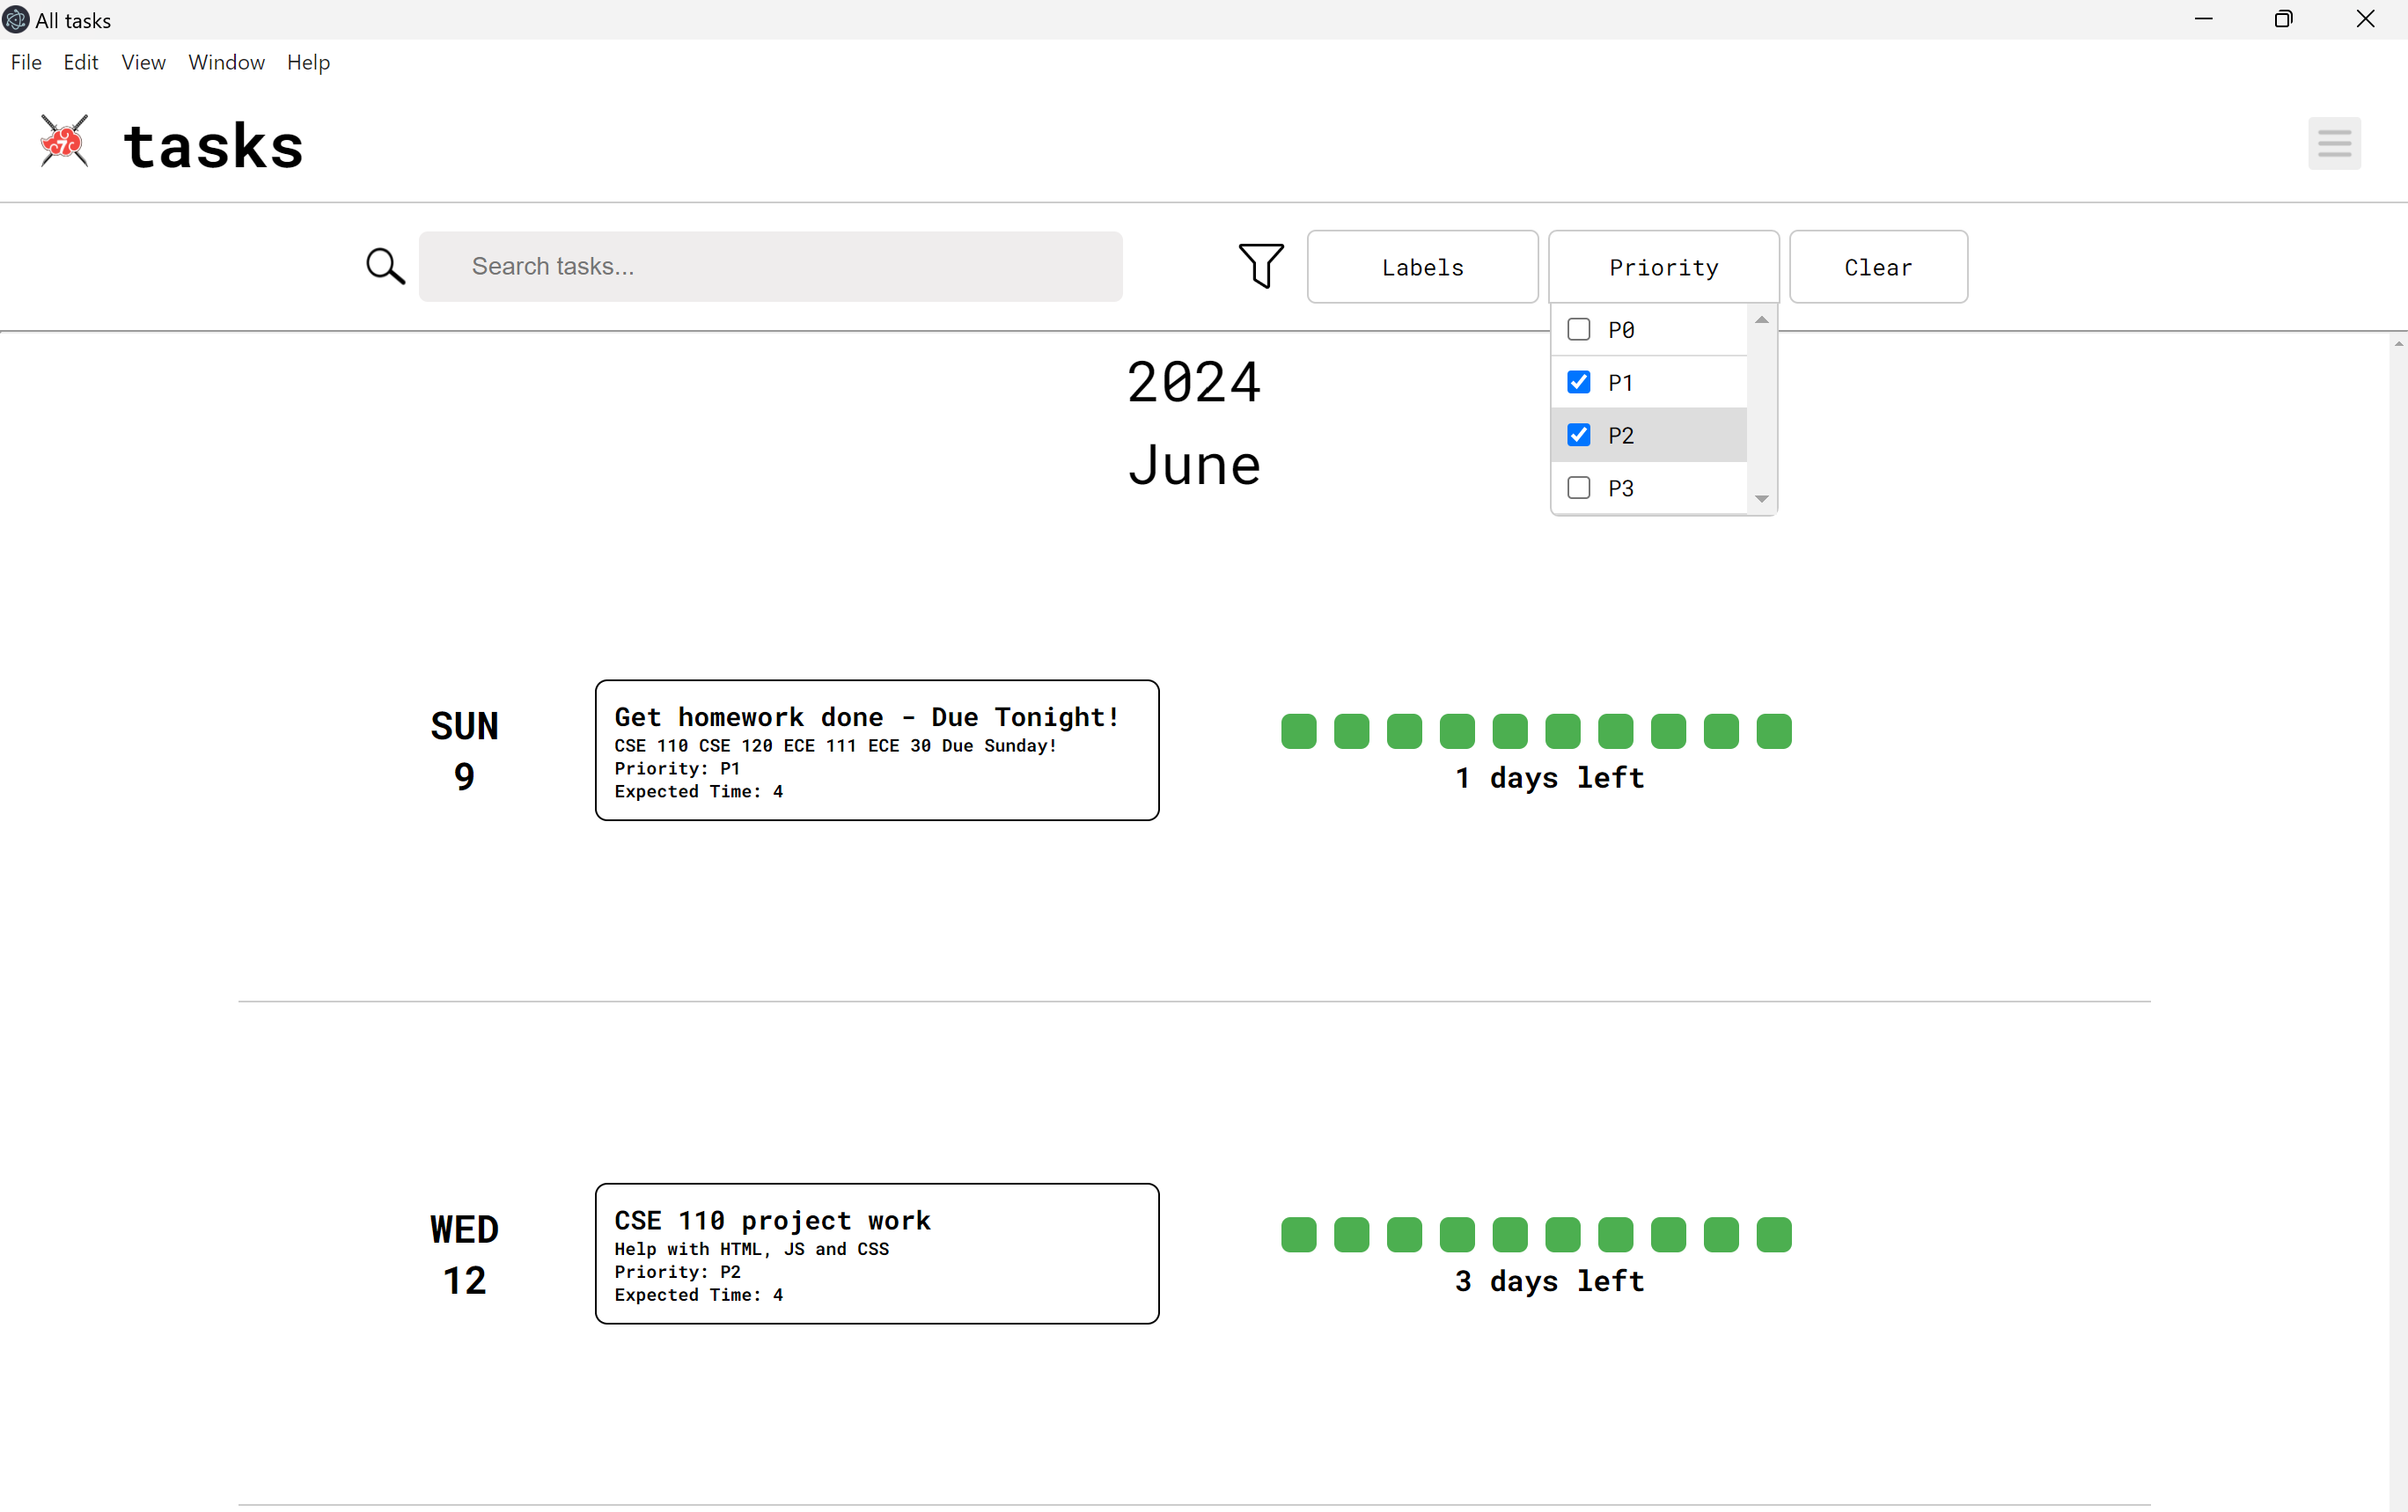 All tasks
File Edit View Window Help
7
tasks
Search tasks...
Labels
Priority
Clear
P0
P1
P2
P3
2024
June
SUN
9
Get homework done - Due Tonight!
CSE 110 CSE 120 ECE 111 ECE 30 Due Sunday!
Priority: P1
Expected Time: 4
1 days left
WED
12
CSE 110 project work
Help with HTML, JS and CSS
Priority: P2
Expected Time: 4
3 days left